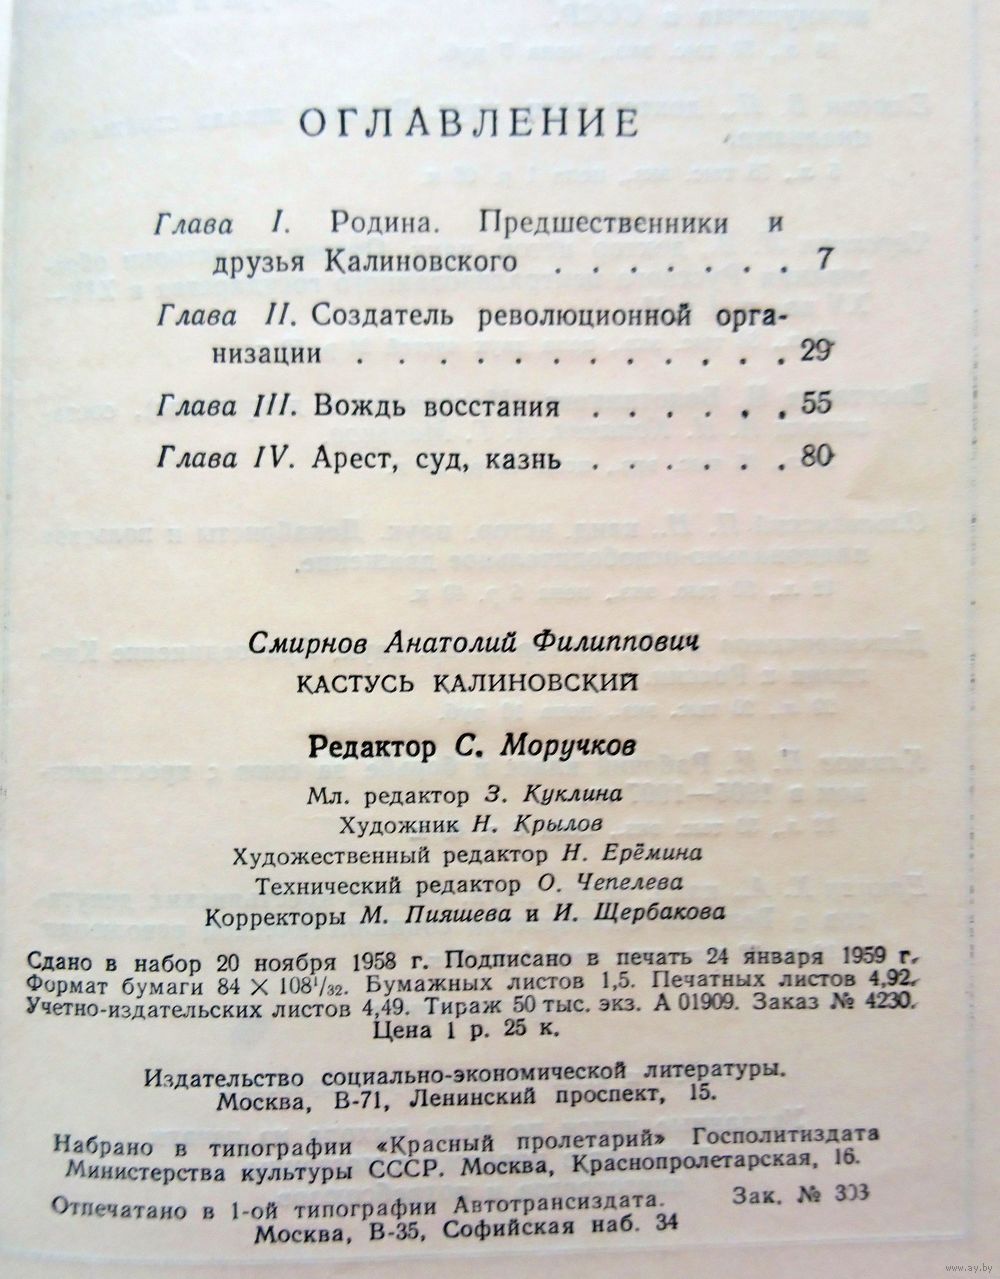 ОГЛАВЛЕНИЕ
Глава I. Родина. Предшественники и
друзья Калиновского . . . . . . . 7
Глава II. Создатель революционной орга-
низации . . . . . . . . . . . . . 29
Глава III. Вождь восстания . . . . . . 55
Глава IV. Арест, суд, казнь . . . . . . 80
Смирнов Анатолий Филиппович
КАСТУСЬ КАЛИНОВСКИЙ
Редактор С. Моручков
Мл. редактор З. Куклина
Художник Н. Крылов
Художественный редактор Н. Ерёмина
Технический редактор О. Чепелева
Корректоры М. Пияшева и И. Щербакова
Сдано в набор 20 ноября 1958 г. Подписано в печать 24 января 1959 г.
Формат бумаги 84 × 108¹/₃₂. Бумажных листов 1,5. Печатных листов 4,92.
Учетно-издательских листов 4,49. Тираж 50 тыс. экз. А 01909. Заказ № 4230.
Цена 1 р. 25 к.
Издательство социально-экономической литературы.
Москва, В-71, Ленинский проспект, 15.
Набрано в типографии «Красный пролетарий» Госполитиздата
Министерства культуры СССР. Москва, Краснопролетарская, 16.
Отпечатано в 1-ой типографии Автотрансиздата. Зак. № 303
Москва, В-35, Софийская наб. 34
www.ay.by